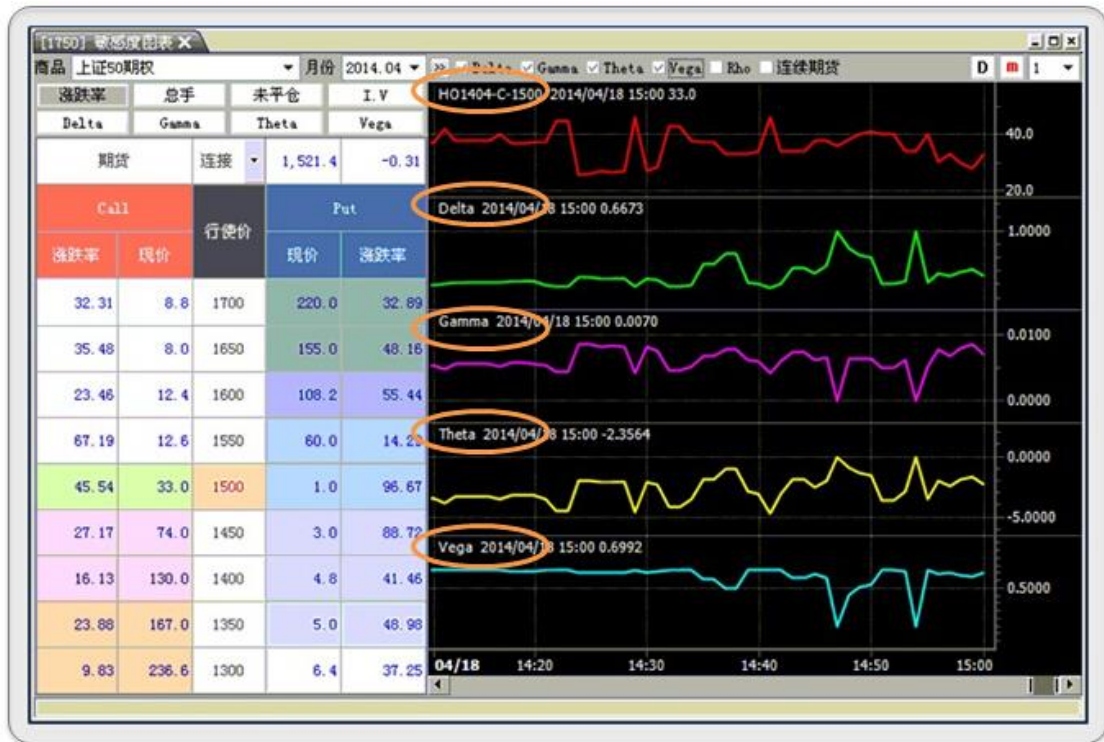 [1750] 敏感度图表 X
商品 上证50期权 月份 2014.04 >> Delta Gamma Theta Vega Rho 连续期货 D m 1
涨跌率 总手 未平仓 I.V
Delta Gamma Theta Vega
期货 连接 1,521.4 -0.31
Call 行使价 Put
涨跌率 现价 现价 涨跌率
32.31 8.8 1700 220.0 32.89
35.48 8.0 1650 155.0 48.16
23.46 12.4 1600 108.2 55.44
67.19 12.6 1550 60.0
45.54 33.0 1500 1.0 96.67
27.17 74.0 1450 3.0 88.72
16.13 130.0 1400 4.8 41.46
23.88 167.0 1350 5.0 48.98
9.83 236.6 1300 6.4 37.25
HO1404-C-1500 2014/04/18 15:00 33.0
40.0
20.0
Delta 2014/04/18 15:00 0.6673
1.0000
Gamma 2014/04/18 15:00 0.0070
0.0100
0.0000
Theta 2014/04/18 15:00 -2.3564
0.0000
-5.0000
Vega 2014/04/18 15:00 0.6992
0.5000
04/18 14:20 14:30 14:40 14:50 15:00